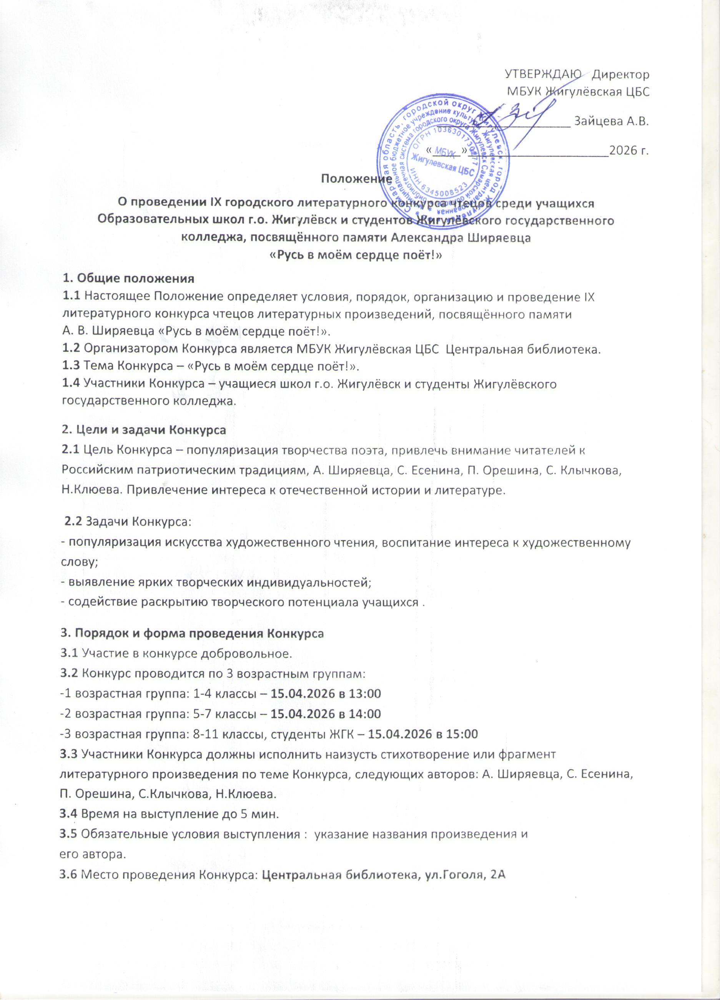 УТВЕРЖДАЮ   Директор
МБУК Жигулёвская ЦБС
____________________ Зайцева А.В.
«____»_____________________2026 г.
Самарская область, городской округ Жигулевск, город Жигулевск
муниципальное бюджетное учреждение культуры Жигулевская централизованная
библиотечная система городского округа Жигулевск Самарской области
ОГРН 1036301730277
МБУК
Жигулевская ЦБС
ИНН 6345008523
Положение
О проведении IX городского литературного конкурса чтецов среди учащихся
Образовательных школ г.о. Жигулёвск и студентов Жигулёвского государственного
колледжа, посвящённого памяти Александра Ширяевца
«Русь в моём сердце поёт!»
1. Общие положения
1.1 Настоящее Положение определяет условия, порядок, организацию и проведение IX
литературного конкурса чтецов литературных произведений, посвящённого памяти
А. В. Ширяевца «Русь в моём сердце поёт!».
1.2 Организатором Конкурса является МБУК Жигулёвская ЦБС  Центральная библиотека.
1.3 Тема Конкурса – «Русь в моём сердце поёт!».
1.4 Участники Конкурса – учащиеся школ г.о. Жигулёвск и студенты Жигулёвского
государственного колледжа.
2. Цели и задачи Конкурса
2.1 Цель Конкурса – популяризация творчества поэта, привлечь внимание читателей к
Российским патриотическим традициям, А. Ширяевца, С. Есенина, П. Орешина, С. Клычкова,
Н.Клюева. Привлечение интереса к отечественной истории и литературе.
2.2 Задачи Конкурса:
- популяризация искусства художественного чтения, воспитание интереса к художественному
слову;
- выявление ярких творческих индивидуальностей;
- содействие раскрытию творческого потенциала учащихся .
3. Порядок и форма проведения Конкурса
3.1 Участие в конкурсе добровольное.
3.2 Конкурс проводится по 3 возрастным группам:
-1 возрастная группа: 1-4 классы – 15.04.2026 в 13:00
-2 возрастная группа: 5-7 классы – 15.04.2026 в 14:00
-3 возрастная группа: 8-11 классы, студенты ЖГК – 15.04.2026 в 15:00
3.3 Участники Конкурса должны исполнить наизусть стихотворение или фрагмент
литературного произведения по теме Конкурса, следующих авторов: А. Ширяевца, С. Есенина,
П. Орешина, С.Клычкова, Н.Клюева.
3.4 Время на выступление до 5 мин.
3.5 Обязательные условия выступления :  указание названия произведения и
его автора.
3.6 Место проведения Конкурса: Центральная библиотека, ул.Гоголя, 2А